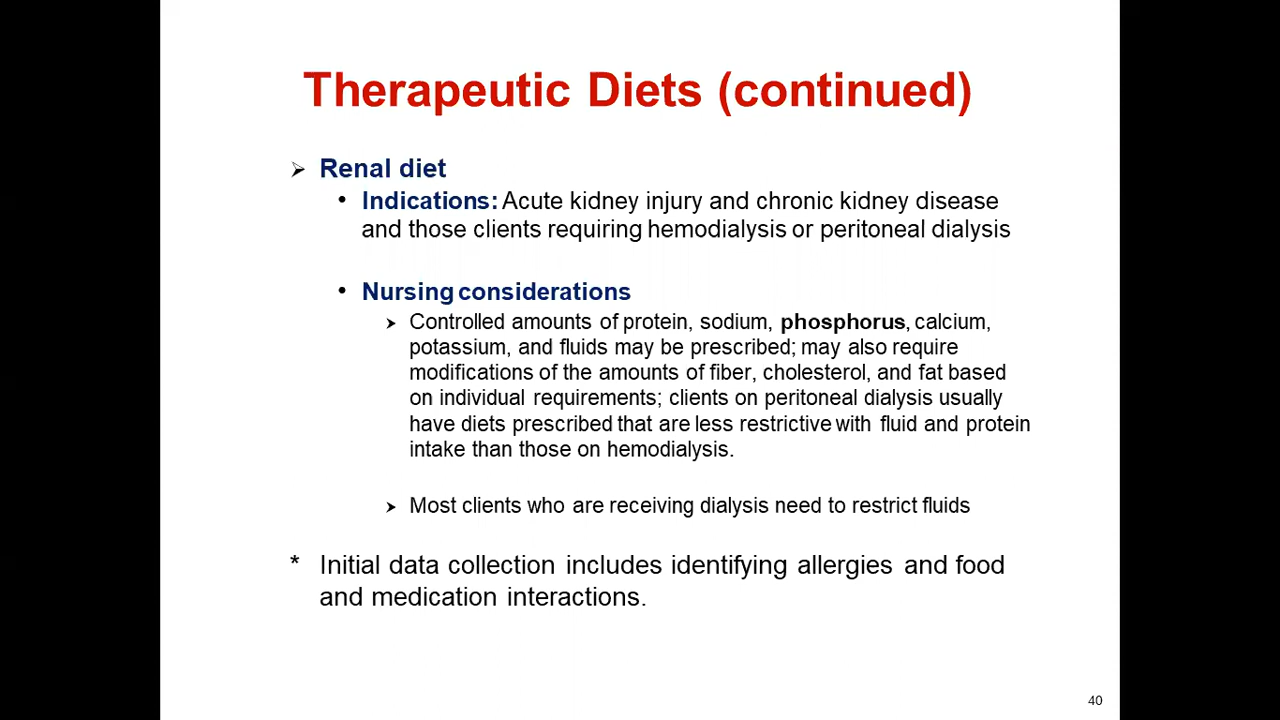 Therapeutic Diets (continued)
➢ Renal diet
• Indications: Acute kidney injury and chronic kidney disease
and those clients requiring hemodialysis or peritoneal dialysis
• Nursing considerations
➢ Controlled amounts of protein, sodium, phosphorus, calcium,
potassium, and fluids may be prescribed; may also require
modifications of the amounts of fiber, cholesterol, and fat based
on individual requirements; clients on peritoneal dialysis usually
have diets prescribed that are less restrictive with fluid and protein
intake than those on hemodialysis.
➢ Most clients who are receiving dialysis need to restrict fluids
* Initial data collection includes identifying allergies and food
and medication interactions.
40